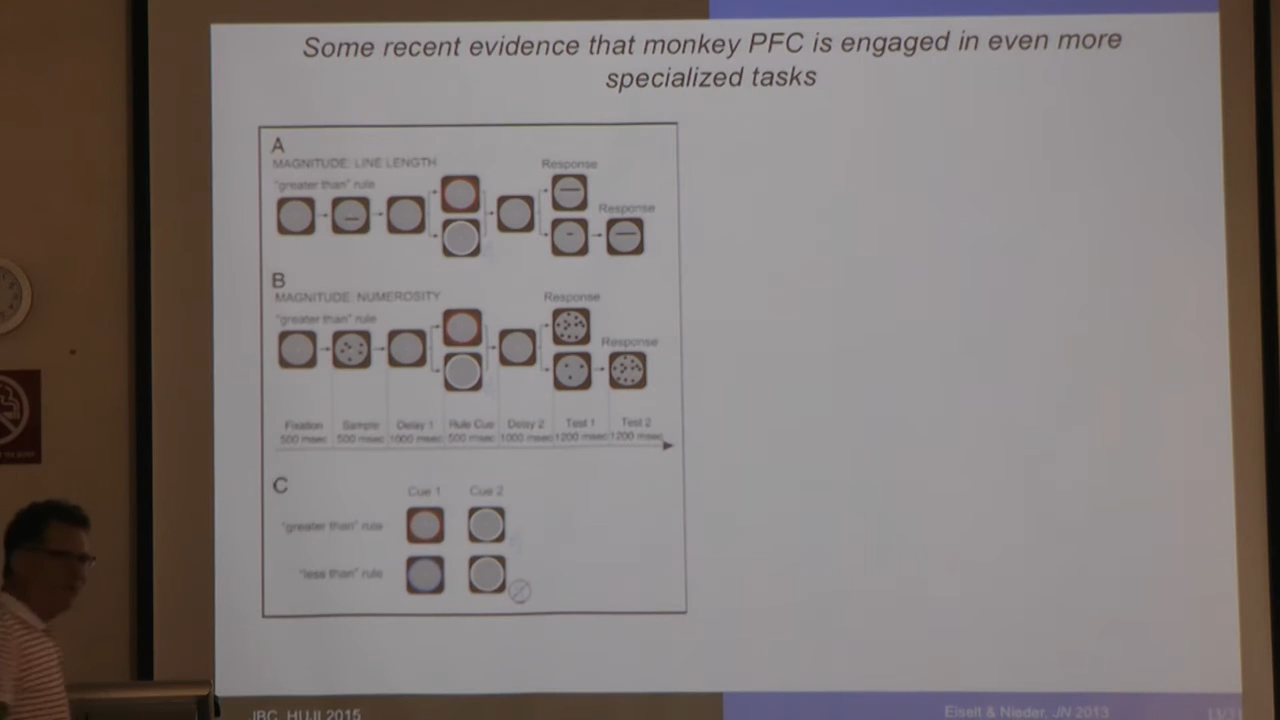 Some recent evidence that monkey PFC is engaged in even more
specialized tasks
A
MAGNITUDE: LINE LENGTH
"greater than" rule
Response
Response
B
MAGNITUDE: NUMEROSITY
"greater than" rule
Response
Response
Fixation Sample Delay 1 Rule Cue Delay 2 Test 1 Test 2
500 msec 500 msec 1000 msec 500 msec 1000 msec 1200 msec 1200 msec
C
Cue 1 Cue 2
"greater than" rule
"less than" rule
JBC, HUJI 2015
Eiselt & Nieder, JN 2013